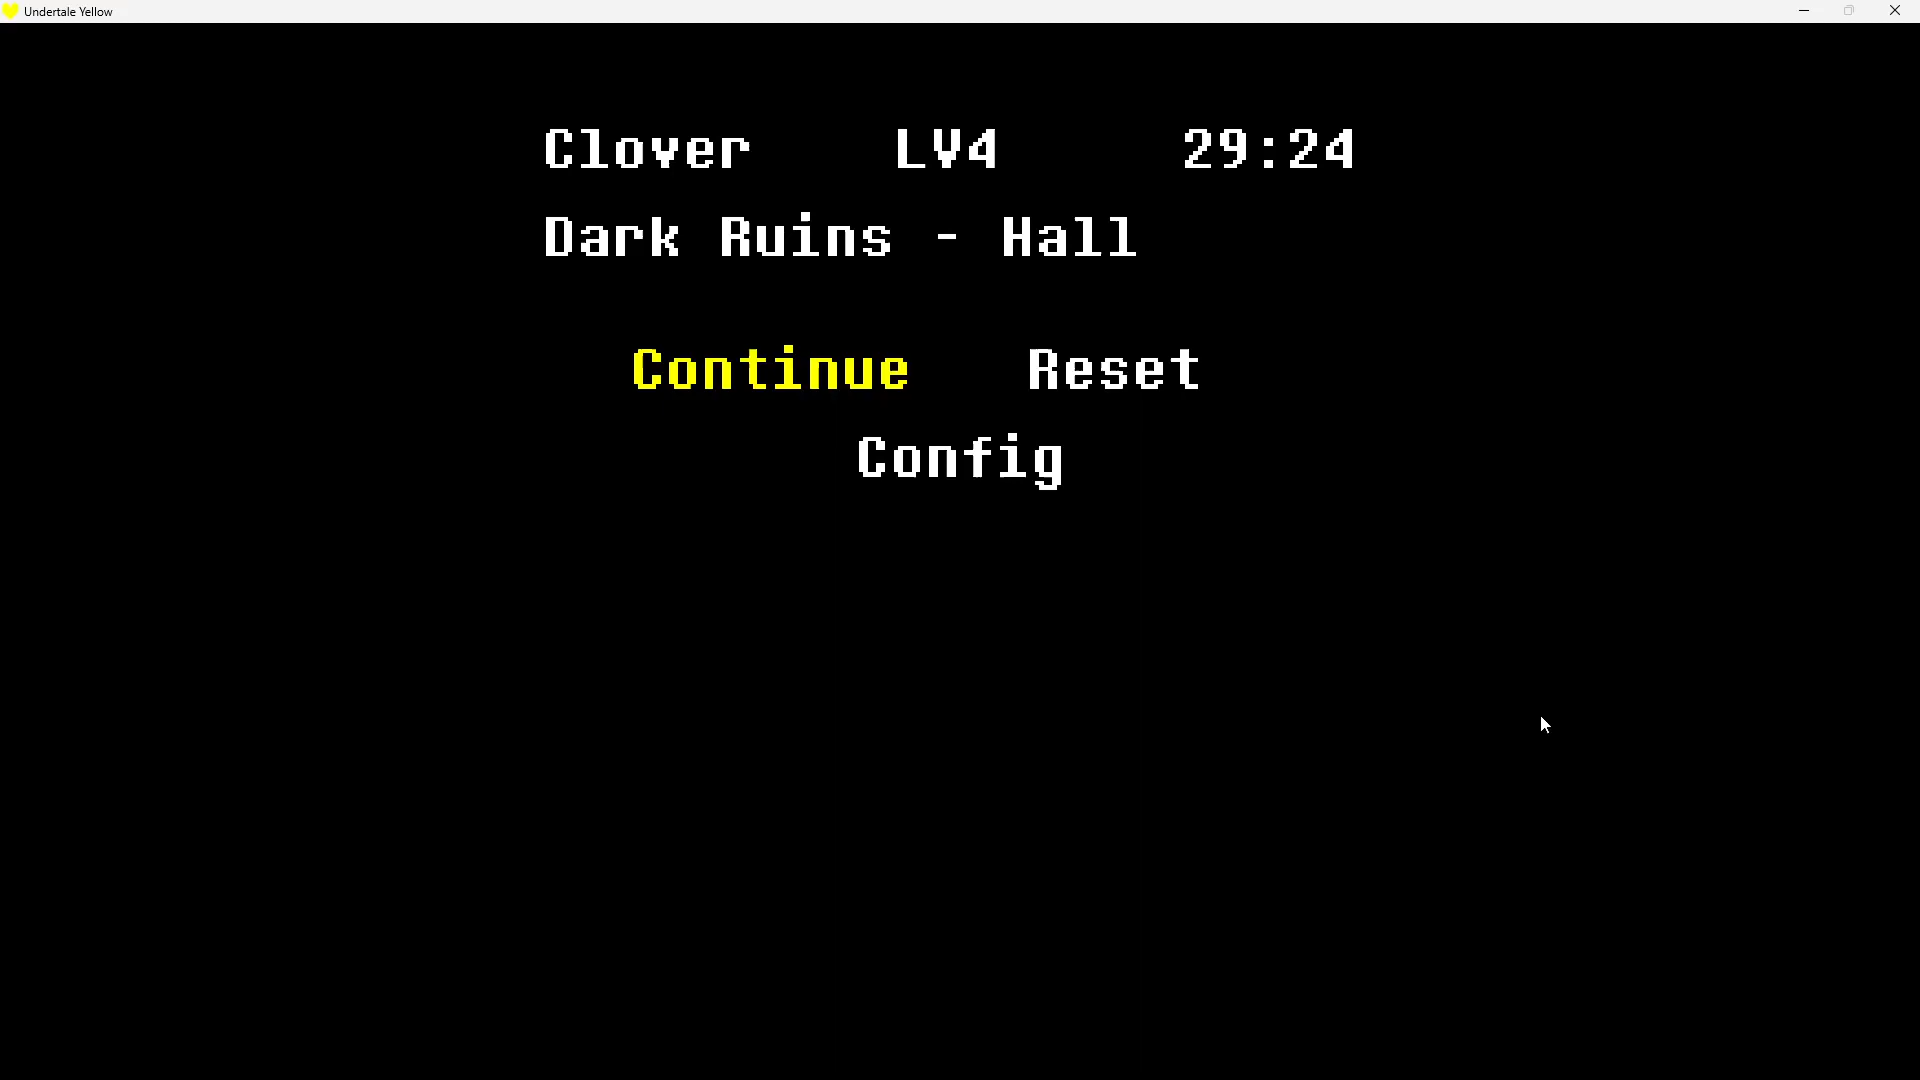 Undertale Yellow
Clover LV4 29:24
Dark Ruins - Hall
Continue Reset
Config